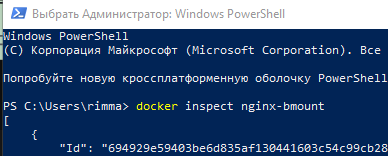 Выбрать Администратор: Windows PowerShell
Windows PowerShell
(C) Корпорация Майкрософт (Microsoft Corporation). Все
Попробуйте новую кроссплатформенную оболочку PowerShell
PS C:\Users\rimma> docker inspect nginx-bmount
[
    {
        "Id": "694929e59403be6d835af130441603c54c99cb28